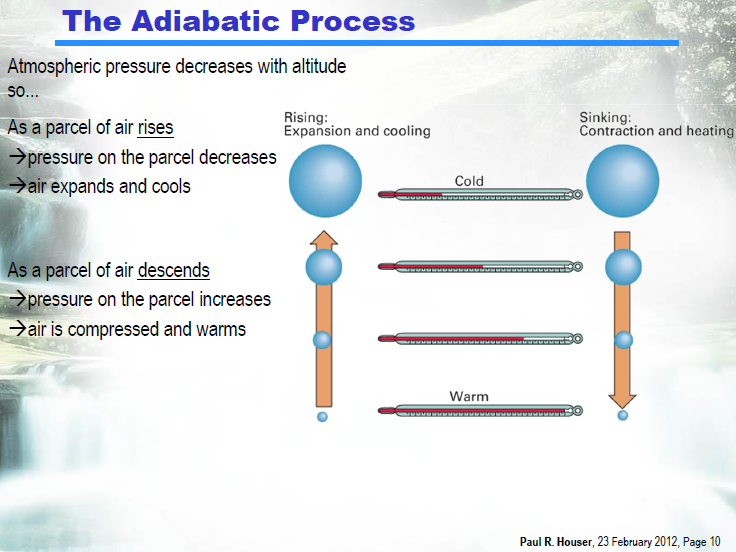 The Adiabatic Process
Atmospheric pressure decreases with altitude
so...
As a parcel of air rises
→pressure on the parcel decreases
→air expands and cools
As a parcel of air descends
→pressure on the parcel increases
→air is compressed and warms
Rising:
Expansion and cooling
Sinking:
Contraction and heating
Cold
Warm
Paul R. Houser, 23 February 2012, Page 10